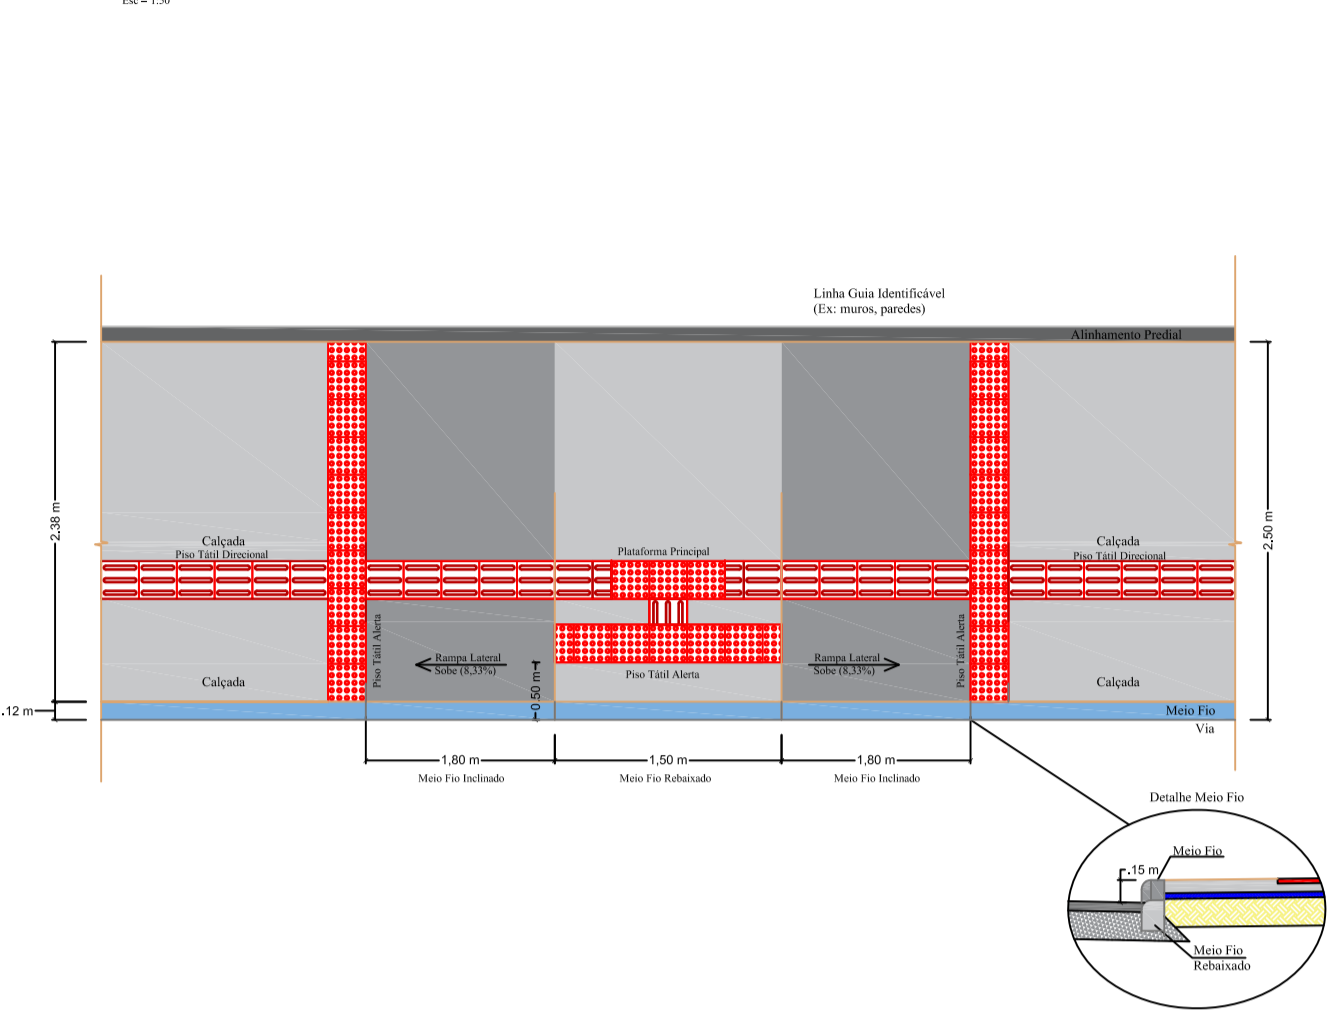 Esc = 1:50
Linha Guia Identificável
(Ex: muros, paredes)
Alinhamento Predial
2.38 m
2.50 m
Calçada
Piso Tátil Direcional
Plataforma Principal
Calçada
Piso Tátil Direcional
Piso Tátil Alerta
Piso Tátil Alerta
Rampa Lateral
Sobe (8,33%)
Rampa Lateral
Sobe (8,33%)
Piso Tátil Alerta
0.50 m
Calçada
Calçada
.12 m
Meio Fio
Via
1,80 m
1,50 m
1,80 m
Meio Fio Inclinado
Meio Fio Rebaixado
Meio Fio Inclinado
Detalhe Meio Fio
Meio Fio
.15 m
Meio Fio
Rebaixado